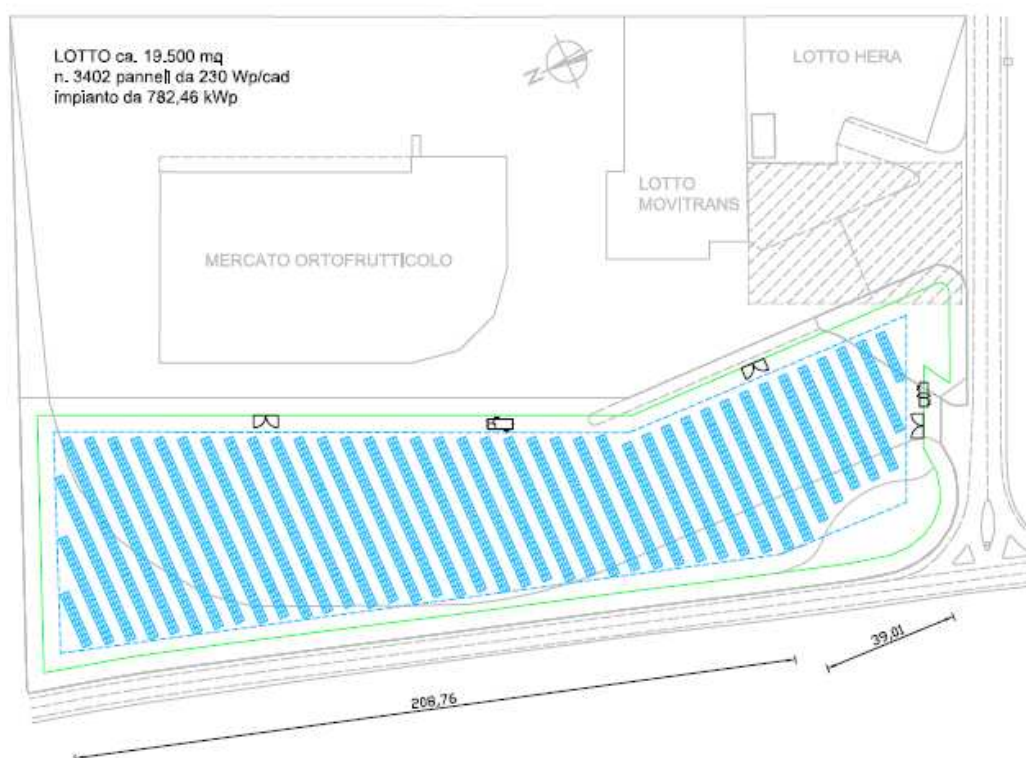 LOTTO ca. 19.500 mq
n. 3402 pannelli da 230 Wp/cad
impianto da 782,46 kWp
N
LOTTO HERA
LOTTO
MOVITRANS
MERCATO ORTOFRUTTICOLO
39,01
208,76